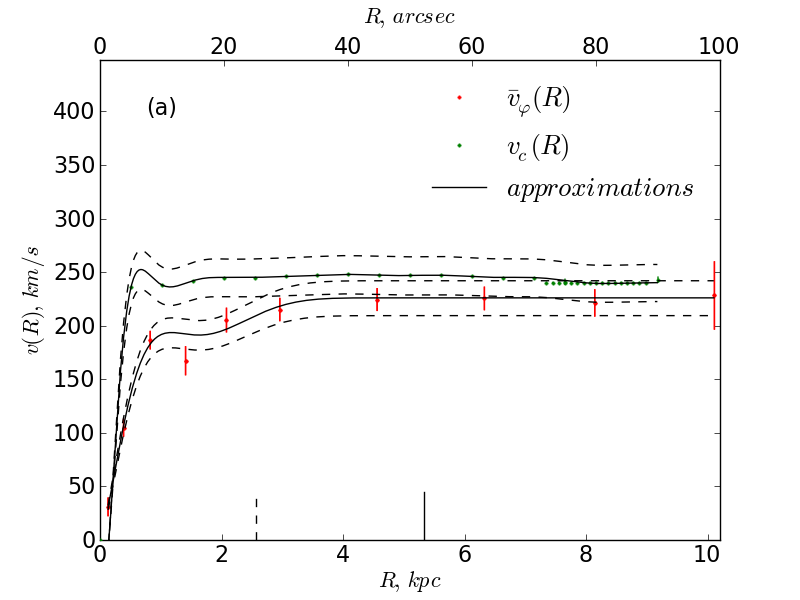 R, arcsec
0 20 40 60 80 100
(a)
v̄φ(R)
vc(R)
approximations
400
350
300
250
200
150
100
50
0
v(R), km/s
0 2 4 6 8 10
R, kpc